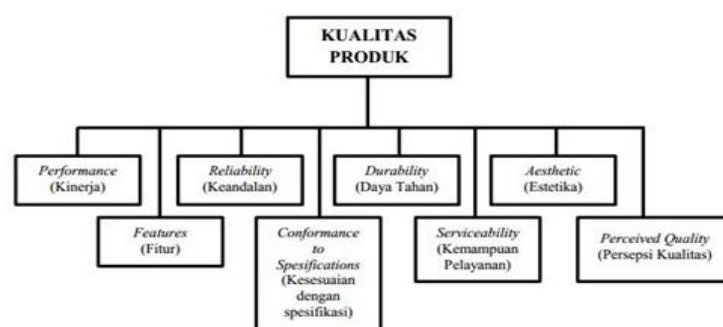 KUALITAS
PRODUK
Performance
(Kinerja)
Reliability
(Keandalan)
Durability
(Daya Tahan)
Aesthetic
(Estetika)
Features
(Fitur)
Conformance
to
Spesifications
(Kesesuaian
dengan
spesifikasi)
Serviceability
(Kemampuan
Pelayanan)
Perceived Quality
(Persepsi Kualitas)